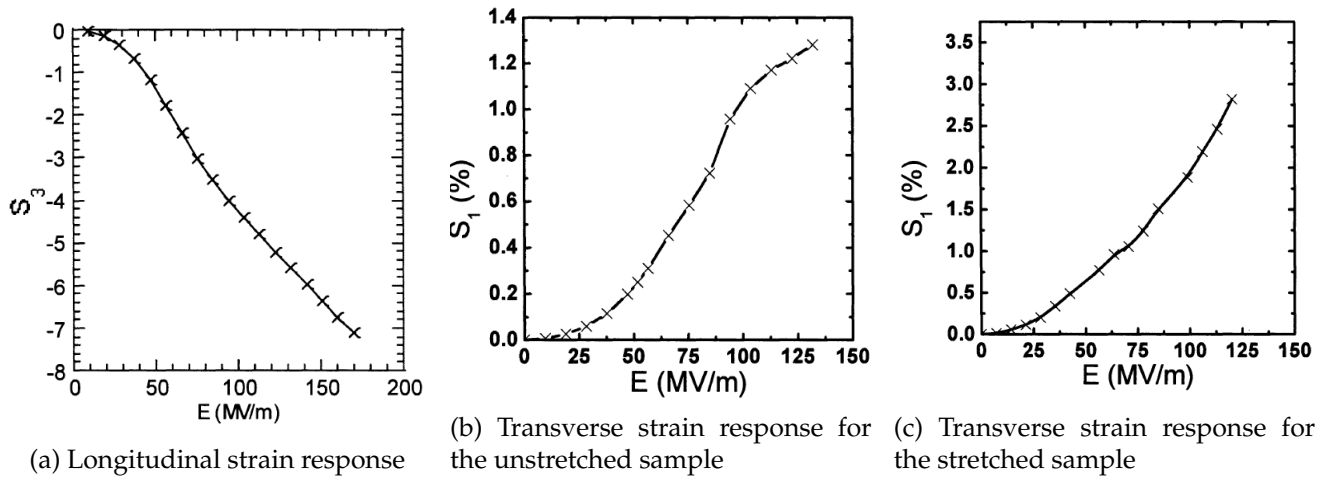 0
-1
-2
-3
-4
-5
-6
-7
-8
S₃
0 50 100 150 200
E (MV/m)
(a) Longitudinal strain response
1.4
1.2
1.0
0.8
0.6
0.4
0.2
0.0
S₁ (%)
0 25 50 75 100 125 150
E (MV/m)
(b) Transverse strain response for
the unstretched sample
3.5
3.0
2.5
2.0
1.5
1.0
0.5
0.0
S₁ (%)
0 25 50 75 100 125 150
E (MV/m)
(c) Transverse strain response for
the stretched sample